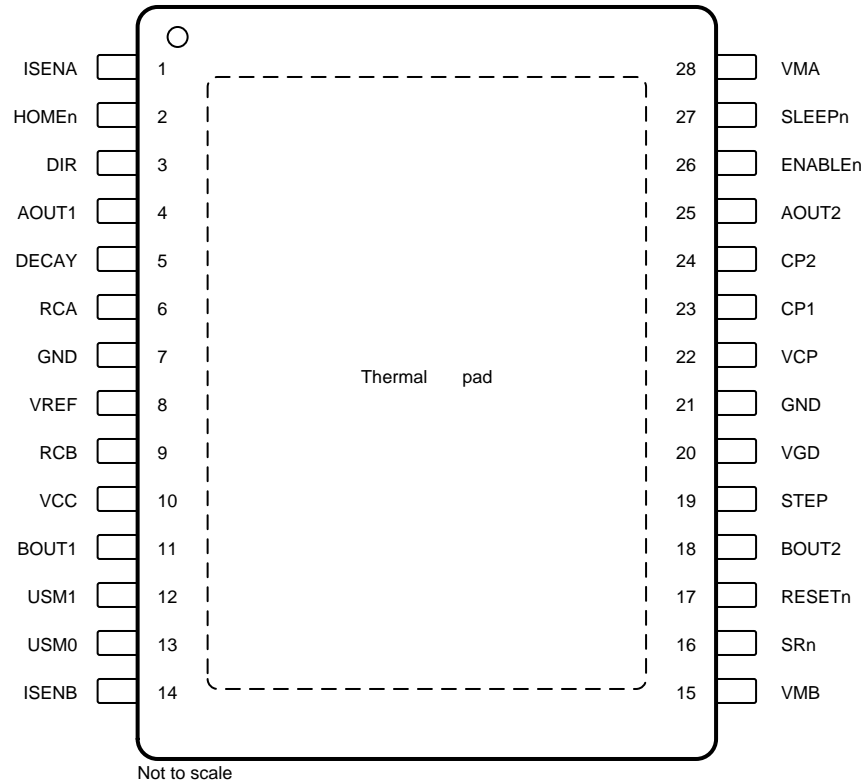 ISENA 1 28 VMA
HOMEn 2 27 SLEEPn
DIR 3 26 ENABLEn
AOUT1 4 25 AOUT2
DECAY 5 24 CP2
RCA 6 23 CP1
GND 7 22 VCP
Thermal pad
VREF 8 21 GND
RCB 9 20 VGD
VCC 10 19 STEP
BOUT1 11 18 BOUT2
USM1 12 17 RESETn
USM0 13 16 SRn
ISENB 14 15 VMB
Not to scale